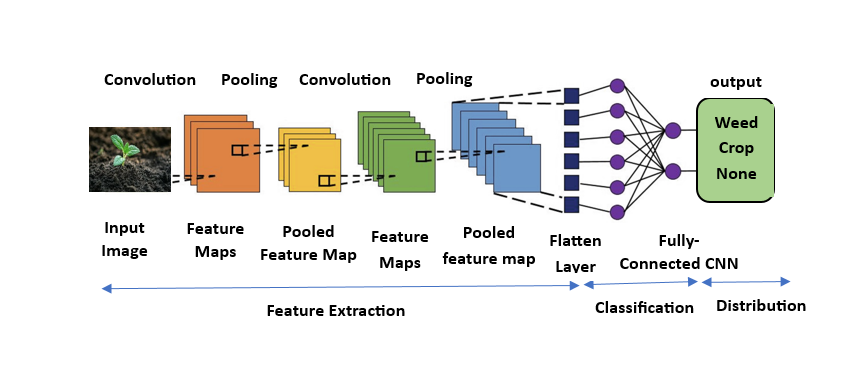 Convolution
Pooling
Convolution
Pooling
output
Weed
Crop
None
Input
Image
Feature
Maps
Pooled
Feature Map
Feature
Maps
Pooled
feature map
Flatten
Layer
Fully-
Connected CNN
Feature Extraction
Classification
Distribution